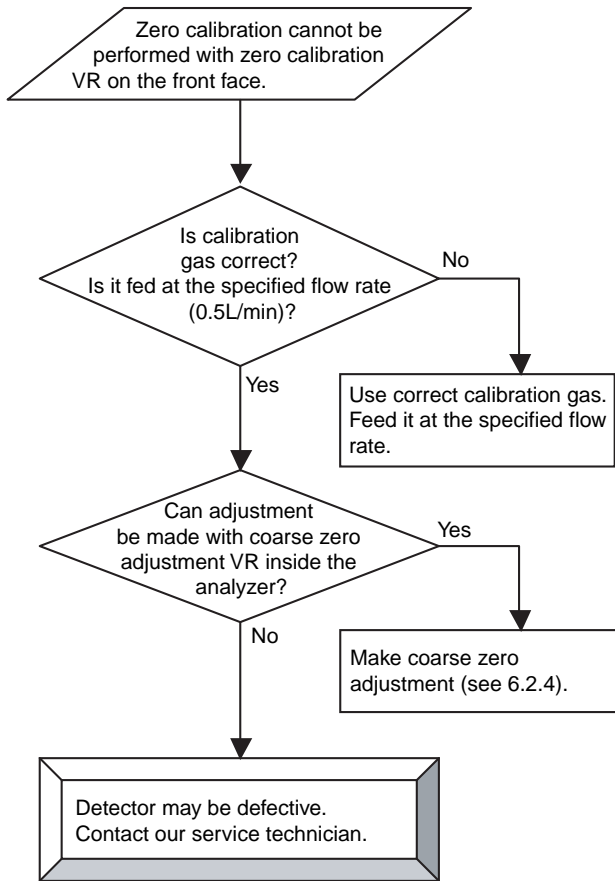 Zero calibration cannot be
performed with zero calibration
VR on the front face.
Is calibration
gas correct?
Is it fed at the specified flow rate
(0.5L/min)?
No
Yes
Use correct calibration gas.
Feed it at the specified flow
rate.
Can adjustment
be made with coarse zero
adjustment VR inside the
analyzer?
Yes
No
Make coarse zero
adjustment (see 6.2.4).
Detector may be defective.
Contact our service technician.